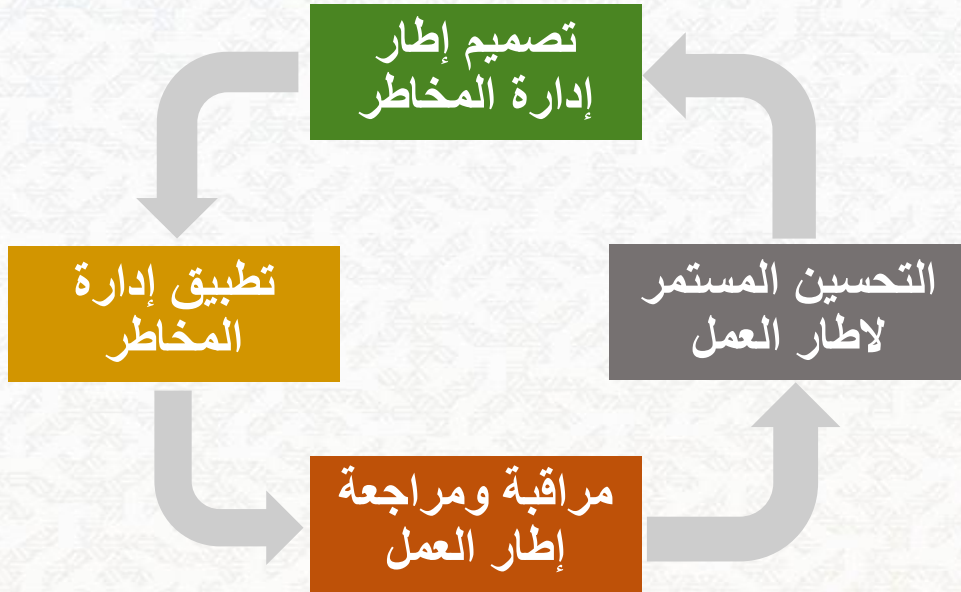 تصميم إطار
إدارة المخاطر
تطبيق إدارة
المخاطر
مراقبة ومراجعة
إطار العمل
التحسين المستمر
لاطار العمل